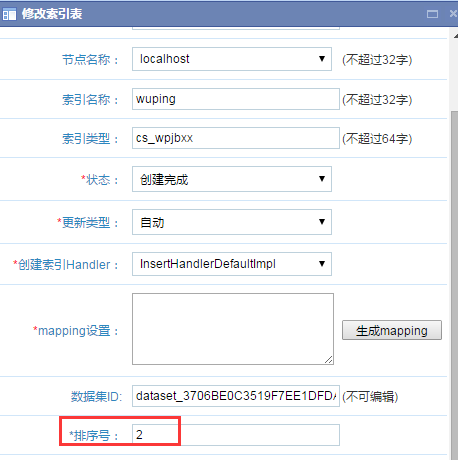 修改索引表
节点名称： localhost (不超过32字)
索引名称： wuping (不超过32字)
索引类型： cs_wpjbxx (不超过64字)
*状态： 创建完成
*更新类型： 自动
*创建索引Handler： InsertHandlerDefaultImpl
*mapping设置： 生成mapping
数据集ID: dataset_3706BE0C3519F7EE1DFDA (不可编辑)
*排序号： 2